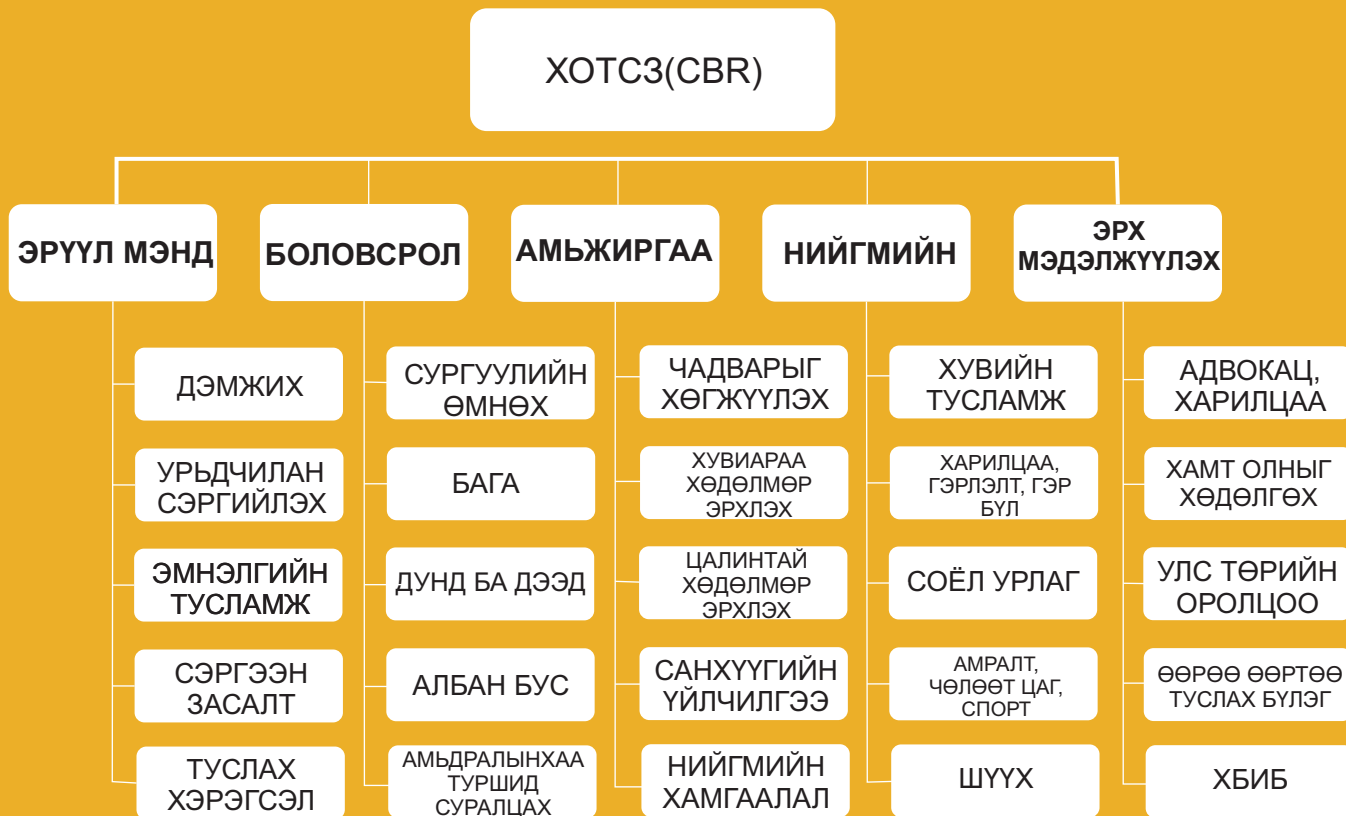 ХОТСЗ(CBR)
ЭРҮҮЛ МЭНД
БОЛОВСРОЛ
АМЬЖИРГАА
НИЙГМИЙН
ЭРХ
МЭДЭЛЖҮҮЛЭХ
ДЭМЖИХ
УРЬДЧИЛАН
СЭРГИЙЛЭХ
ЭМНЭЛГИЙН
ТУСЛАМЖ
СЭРГЭЭН
ЗАСАЛТ
ТУСЛАХ
ХЭРЭГСЭЛ
СУРГУУЛИЙН
ӨМНӨХ
БАГА
ДУНД БА ДЭЭД
АЛБАН БУС
АМЬДРАЛЫНХАА
ТУРШИД
СУРАЛЦАХ
ЧАДВАРЫГ
ХӨГЖҮҮЛЭХ
ХУВИАРАА
ХӨДӨЛМӨР
ЭРХЛЭХ
ЦАЛИНТАЙ
ХӨДӨЛМӨР
ЭРХЛЭХ
САНХҮҮГИЙН
ҮЙЛЧИЛГЭЭ
НИЙГМИЙН
ХАМГААЛАЛ
ХУВИЙН
ТУСЛАМЖ
ХАРИЛЦАА,
ГЭРЛЭЛТ, ГЭР
БҮЛ
СОЁЛ УРЛАГ
АМРАЛТ,
ЧӨЛӨӨТ ЦАГ,
СПОРТ
ШҮҮХ
АДВОКАЦ,
ХАРИЛЦАА
ХАМТ ОЛНЫГ
ХӨДӨЛГӨХ
УЛС ТӨРИЙН
ОРОЛЦОО
ӨӨРӨӨ ӨӨРТӨӨ
ТУСЛАХ БҮЛЭГ
ХБИБ